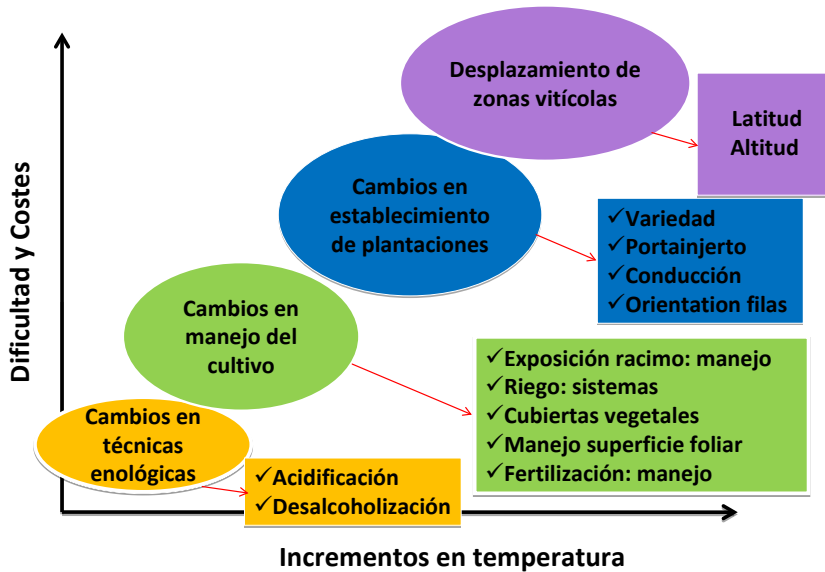 Dificultad y Costes
Desplazamiento de
zonas vitícolas
Latitud
Altitud
Cambios en
establecimiento
de plantaciones
✓Variedad
✓Portainjerto
✓Conducción
✓Orientation filas
Cambios en
manejo del
cultivo
✓Exposición racimo: manejo
✓Riego: sistemas
✓Cubiertas vegetales
✓Manejo superficie foliar
✓Fertilización: manejo
Cambios en
técnicas
enológicas
✓Acidificación
✓Desalcoholización
Incrementos en temperatura